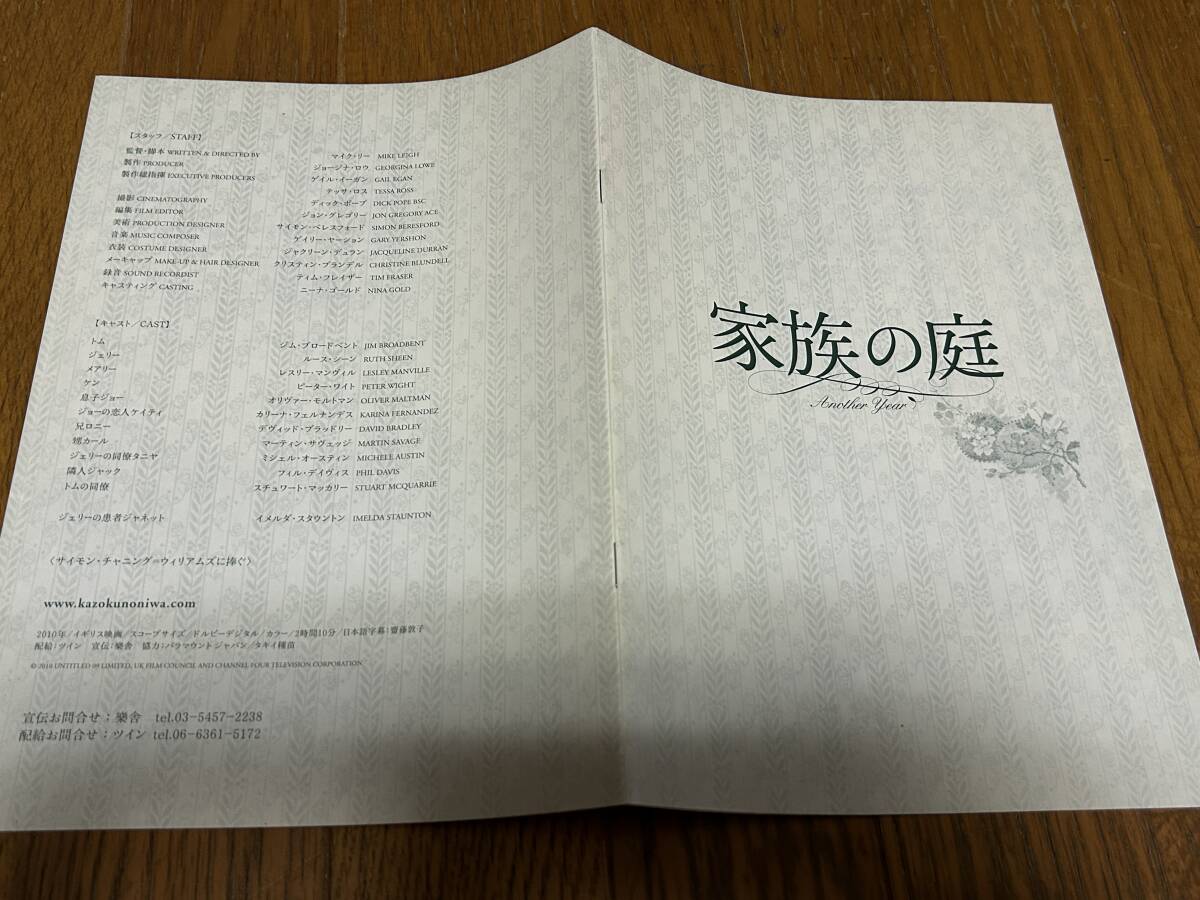 【スタッフ/STAFF】
監督・脚本 WRITTEN & DIRECTED BY マイク・リー MIKE LEIGH
製作 PRODUCER ジョージナ・ロウ GEORGINA LOWE
製作総指揮 EXECUTIVE PRODUCERS ゲイル・イーガン GAIL EGAN
テッサ・ロス TESSA ROSS
撮影 CINEMATOGRAPHY ディック・ポープ DICK POPE BSC
編集 FILM EDITOR ジョン・グレゴリー JON GREGORY ACE
美術 PRODUCTION DESIGNER サイモン・ベレスフォード SIMON BERESFORD
音楽 MUSIC COMPOSER ゲイリー・ヤーション GARY YERSHON
衣装 COSTUME DESIGNER ジャクリーン・デュラン JACQUELINE DURRAN
メーキャップ MAKE-UP & HAIR DESIGNER クリスティン・ブランデル CHRISTINE BLUNDELL
録音 SOUND RECORDIST ティム・フレイザー TIM FRASER
キャスティング CASTING ニーナ・ゴールド NINA GOLD
【キャスト/CAST】
トム ジム・ブロードベント JIM BROADBENT
ジェリー ルース・シーン RUTH SHEEN
メアリー レスリー・マンヴィル LESLEY MANVILLE
ケン ピーター・ワイト PETER WIGHT
息子ジョー オリヴァー・モルトマン OLIVER MALTMAN
ジョーの恋人ケイティ カリーナ・フェルナンデス KARINA FERNANDEZ
兄ロニー デヴィッド・ブラッドリー DAVID BRADLEY
甥カール マーティン・サヴェッジ MARTIN SAVAGE
ジェリーの同僚タニヤ ミシェル・オースティン MICHELE AUSTIN
隣人ジャック フィル・デイヴィス PHIL DAVIS
トムの同僚 スチュワート・マッカリー STUART MCQUARRIE
ジェリーの患者ジャネット イメルダ・スタウントン IMELDA STAUNTON
〈サイモン・チャニング=ウィリアムズに捧ぐ〉
www.kazokunoniwa.com
2010年/イギリス映画/スコープサイズ/ドルビーデジタル/カラー/2時間10分/日本語字幕:齋藤敦子
配給:ツイン 宣伝:樂舎 協力:パラマウント ジャパン/タキイ種苗
© 2010 UNTITLED 09 LIMITED, UK FILM COUNCIL AND CHANNEL FOUR TELEVISION CORPORATION
宣伝お問合せ:樂舎 tel.03-5457-2238
配給お問合せ:ツイン tel.06-6361-5172
家族の庭
Another Year